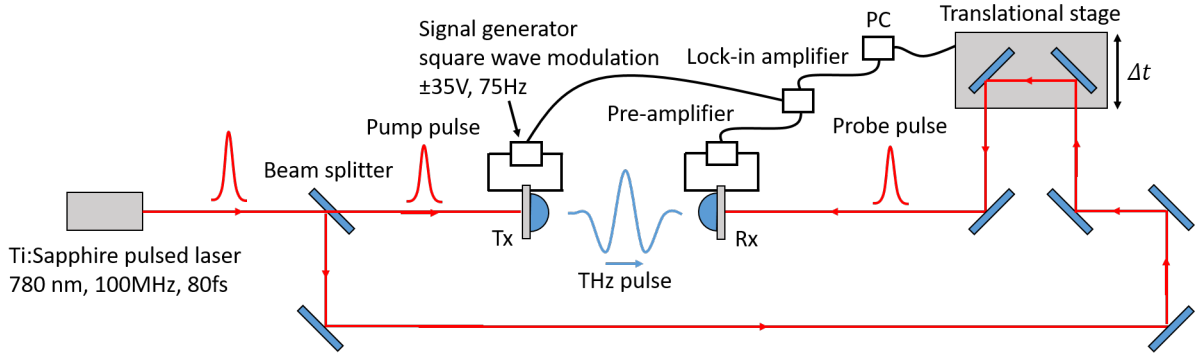 Signal generator
square wave modulation
±35V, 75Hz
Pump pulse
Beam splitter
Ti:Sapphire pulsed laser
780 nm, 100MHz, 80fs
Tx
THz pulse
Rx
Pre-amplifier
Lock-in amplifier
PC
Translational stage
Δt
Probe pulse